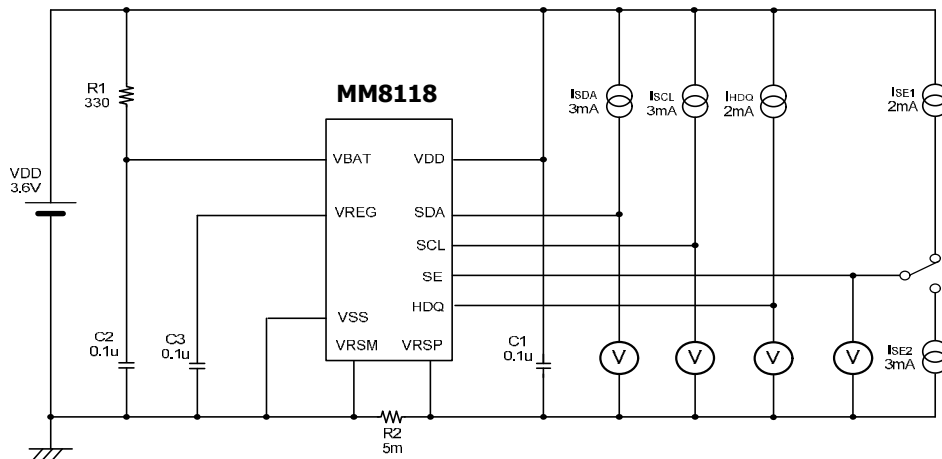 R1
330
MM8118
ISDA
3mA
ISCL
3mA
IHDQ
2mA
ISE1
2mA
VDD
3.6V
VBAT
VDD
VREG
SDA
SCL
SE
HDQ
VSS
VRSM
VRSP
C2
0.1u
C3
0.1u
C1
0.1u
V
V
V
V
ISE2
3mA
R2
5m